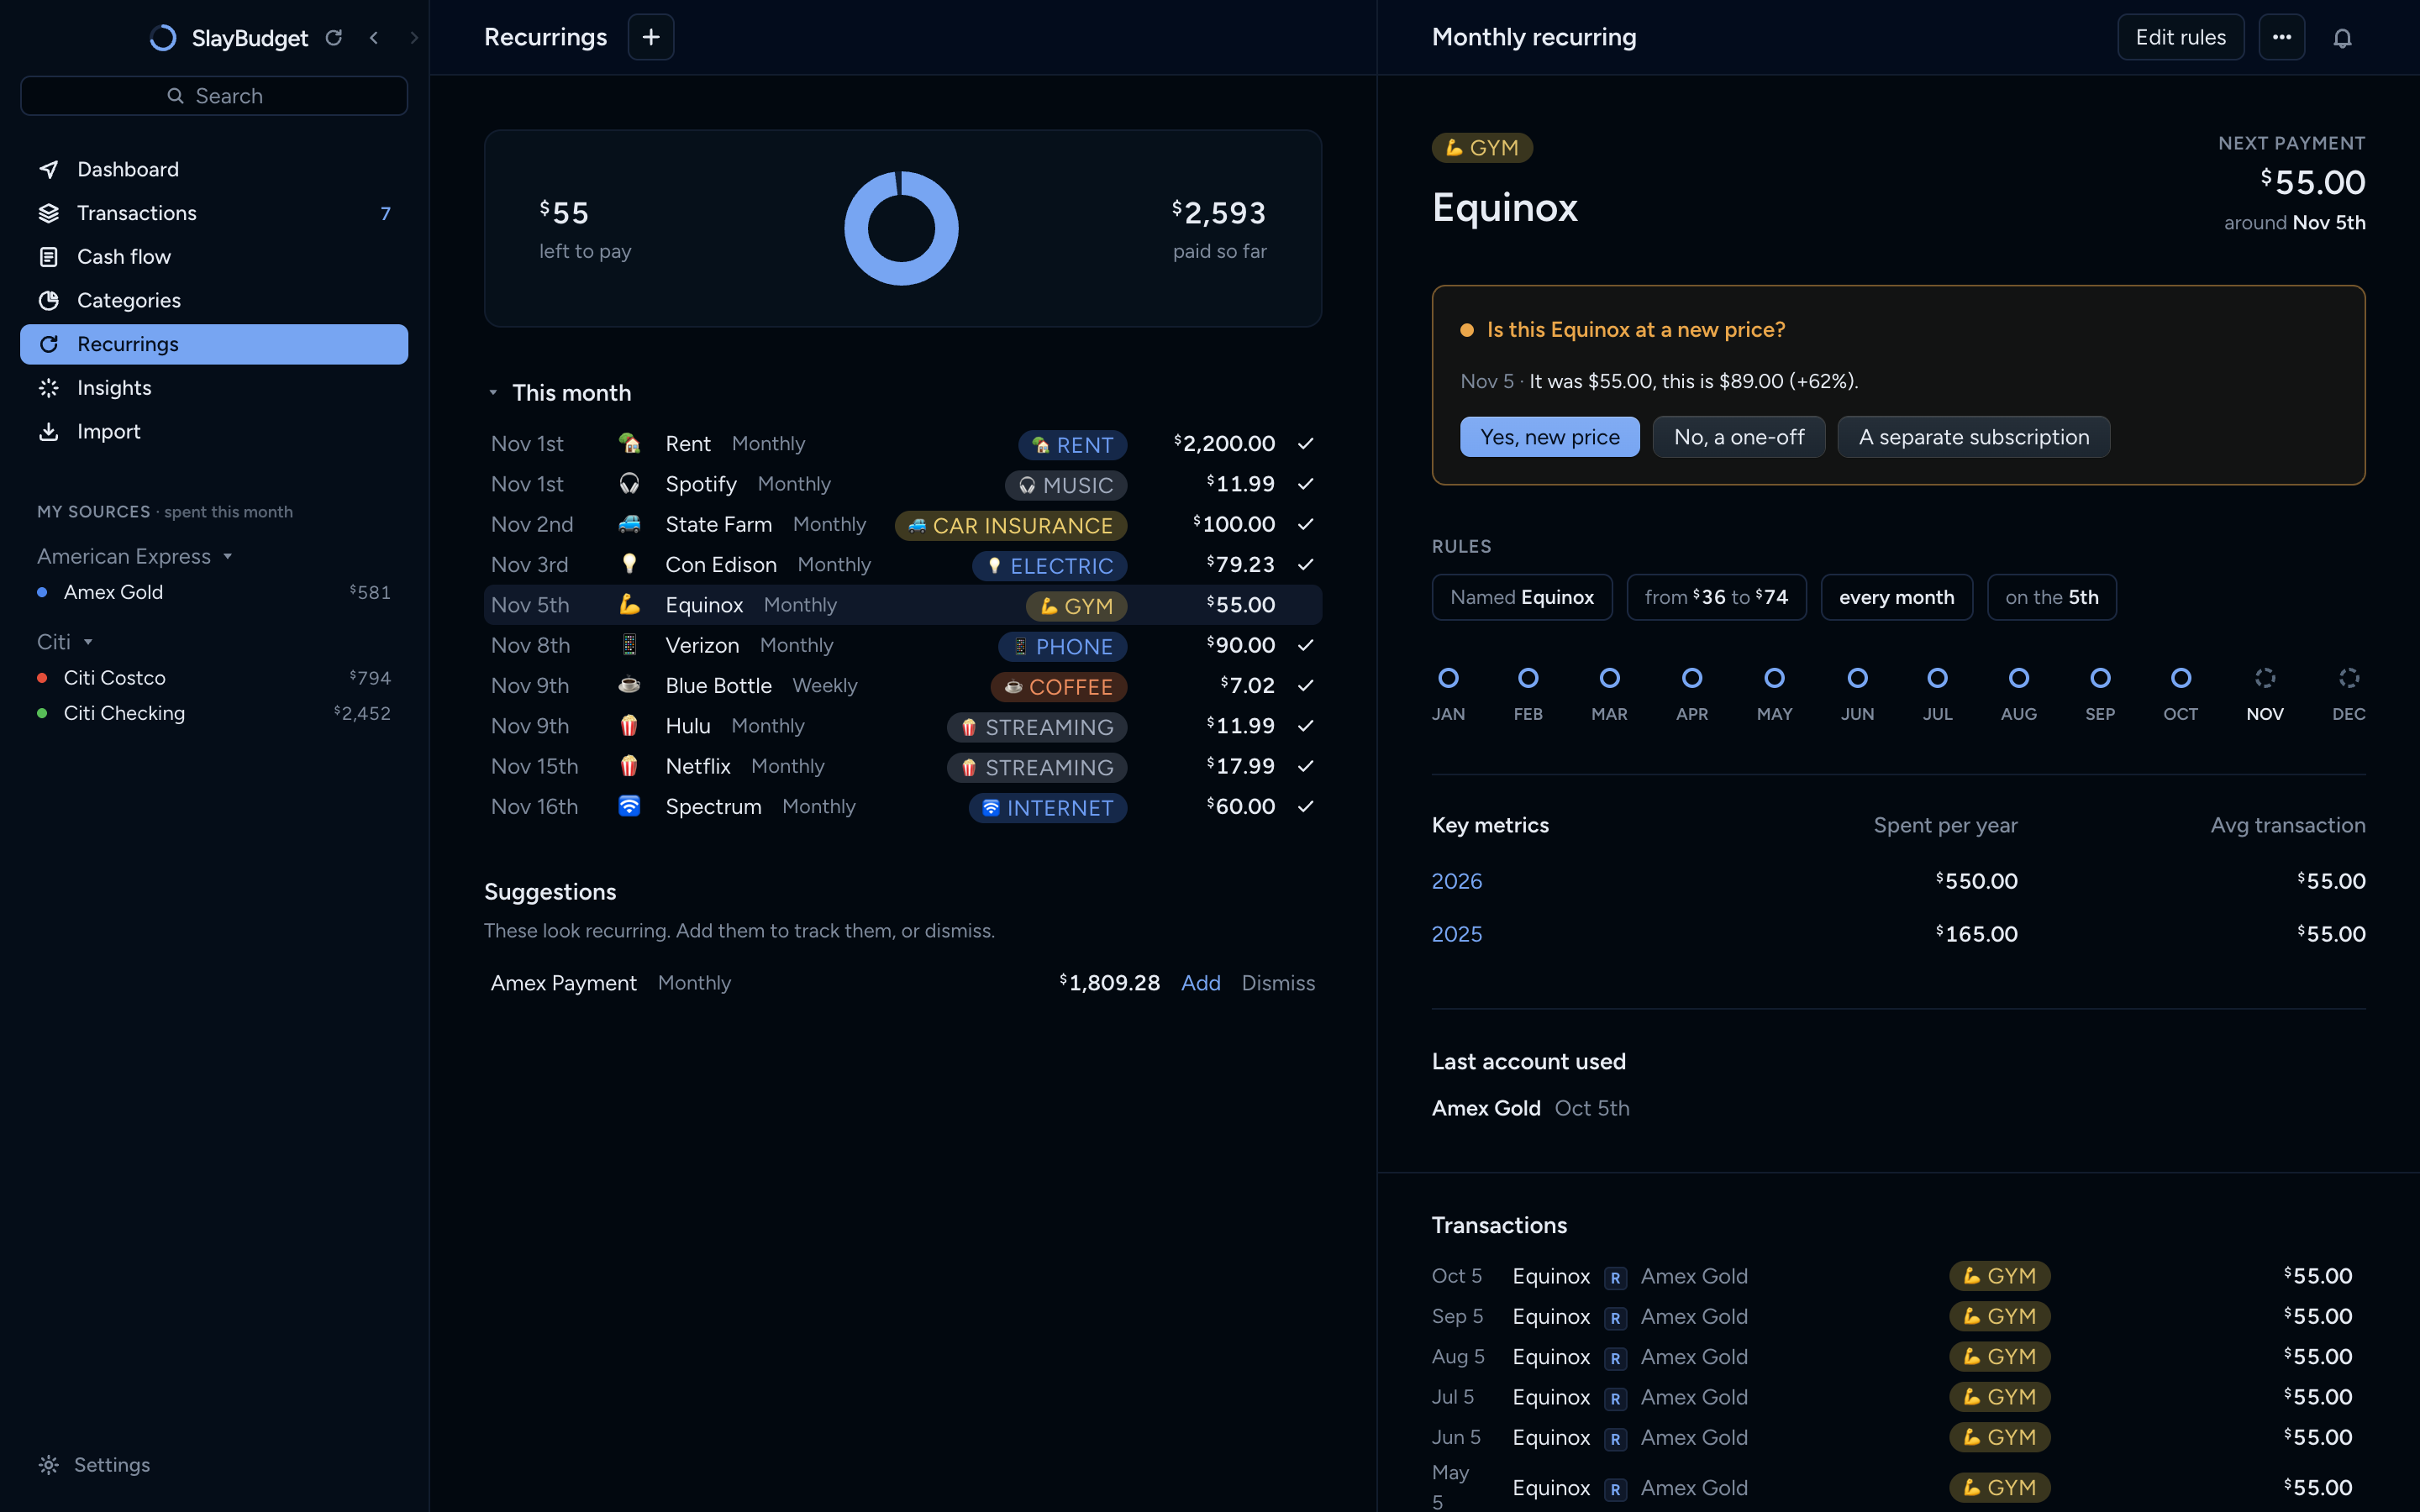 SlayBudget
Search
Dashboard
Transactions 7
Cash flow
Categories
Recurrings
Insights
Import
MY SOURCES · spent this month
American Express
Amex Gold $581
Citi
Citi Costco $794
Citi Checking $2,452
Settings
Recurrings
$55
left to pay
$2,593
paid so far
This month
Nov 1st Rent Monthly RENT $2,200.00
Nov 1st Spotify Monthly MUSIC $11.99
Nov 2nd State Farm Monthly CAR INSURANCE $100.00
Nov 3rd Con Edison Monthly ELECTRIC $79.23
Nov 5th Equinox Monthly GYM $55.00
Nov 8th Verizon Monthly PHONE $90.00
Nov 9th Blue Bottle Weekly COFFEE $7.02
Nov 9th Hulu Monthly STREAMING $11.99
Nov 15th Netflix Monthly STREAMING $17.99
Nov 16th Spectrum Monthly INTERNET $60.00
Suggestions
These look recurring. Add them to track them, or dismiss.
Amex Payment Monthly $1,809.28 Add Dismiss
Monthly recurring Edit rules
GYM
Equinox
NEXT PAYMENT
$55.00
around Nov 5th
Is this Equinox at a new price?
Nov 5 · It was $55.00, this is $89.00 (+62%).
Yes, new price No, a one-off A separate subscription
RULES
Named Equinox from $36 to $74 every month on the 5th
JAN FEB MAR APR MAY JUN JUL AUG SEP OCT NOV DEC
Key metrics Spent per year Avg transaction
2026 $550.00 $55.00
2025 $165.00 $55.00
Last account used
Amex Gold Oct 5th
Transactions
Oct 5 Equinox R Amex Gold GYM $55.00
Sep 5 Equinox R Amex Gold GYM $55.00
Aug 5 Equinox R Amex Gold GYM $55.00
Jul 5 Equinox R Amex Gold GYM $55.00
Jun 5 Equinox R Amex Gold GYM $55.00
May
5 Equinox R Amex Gold GYM $55.00